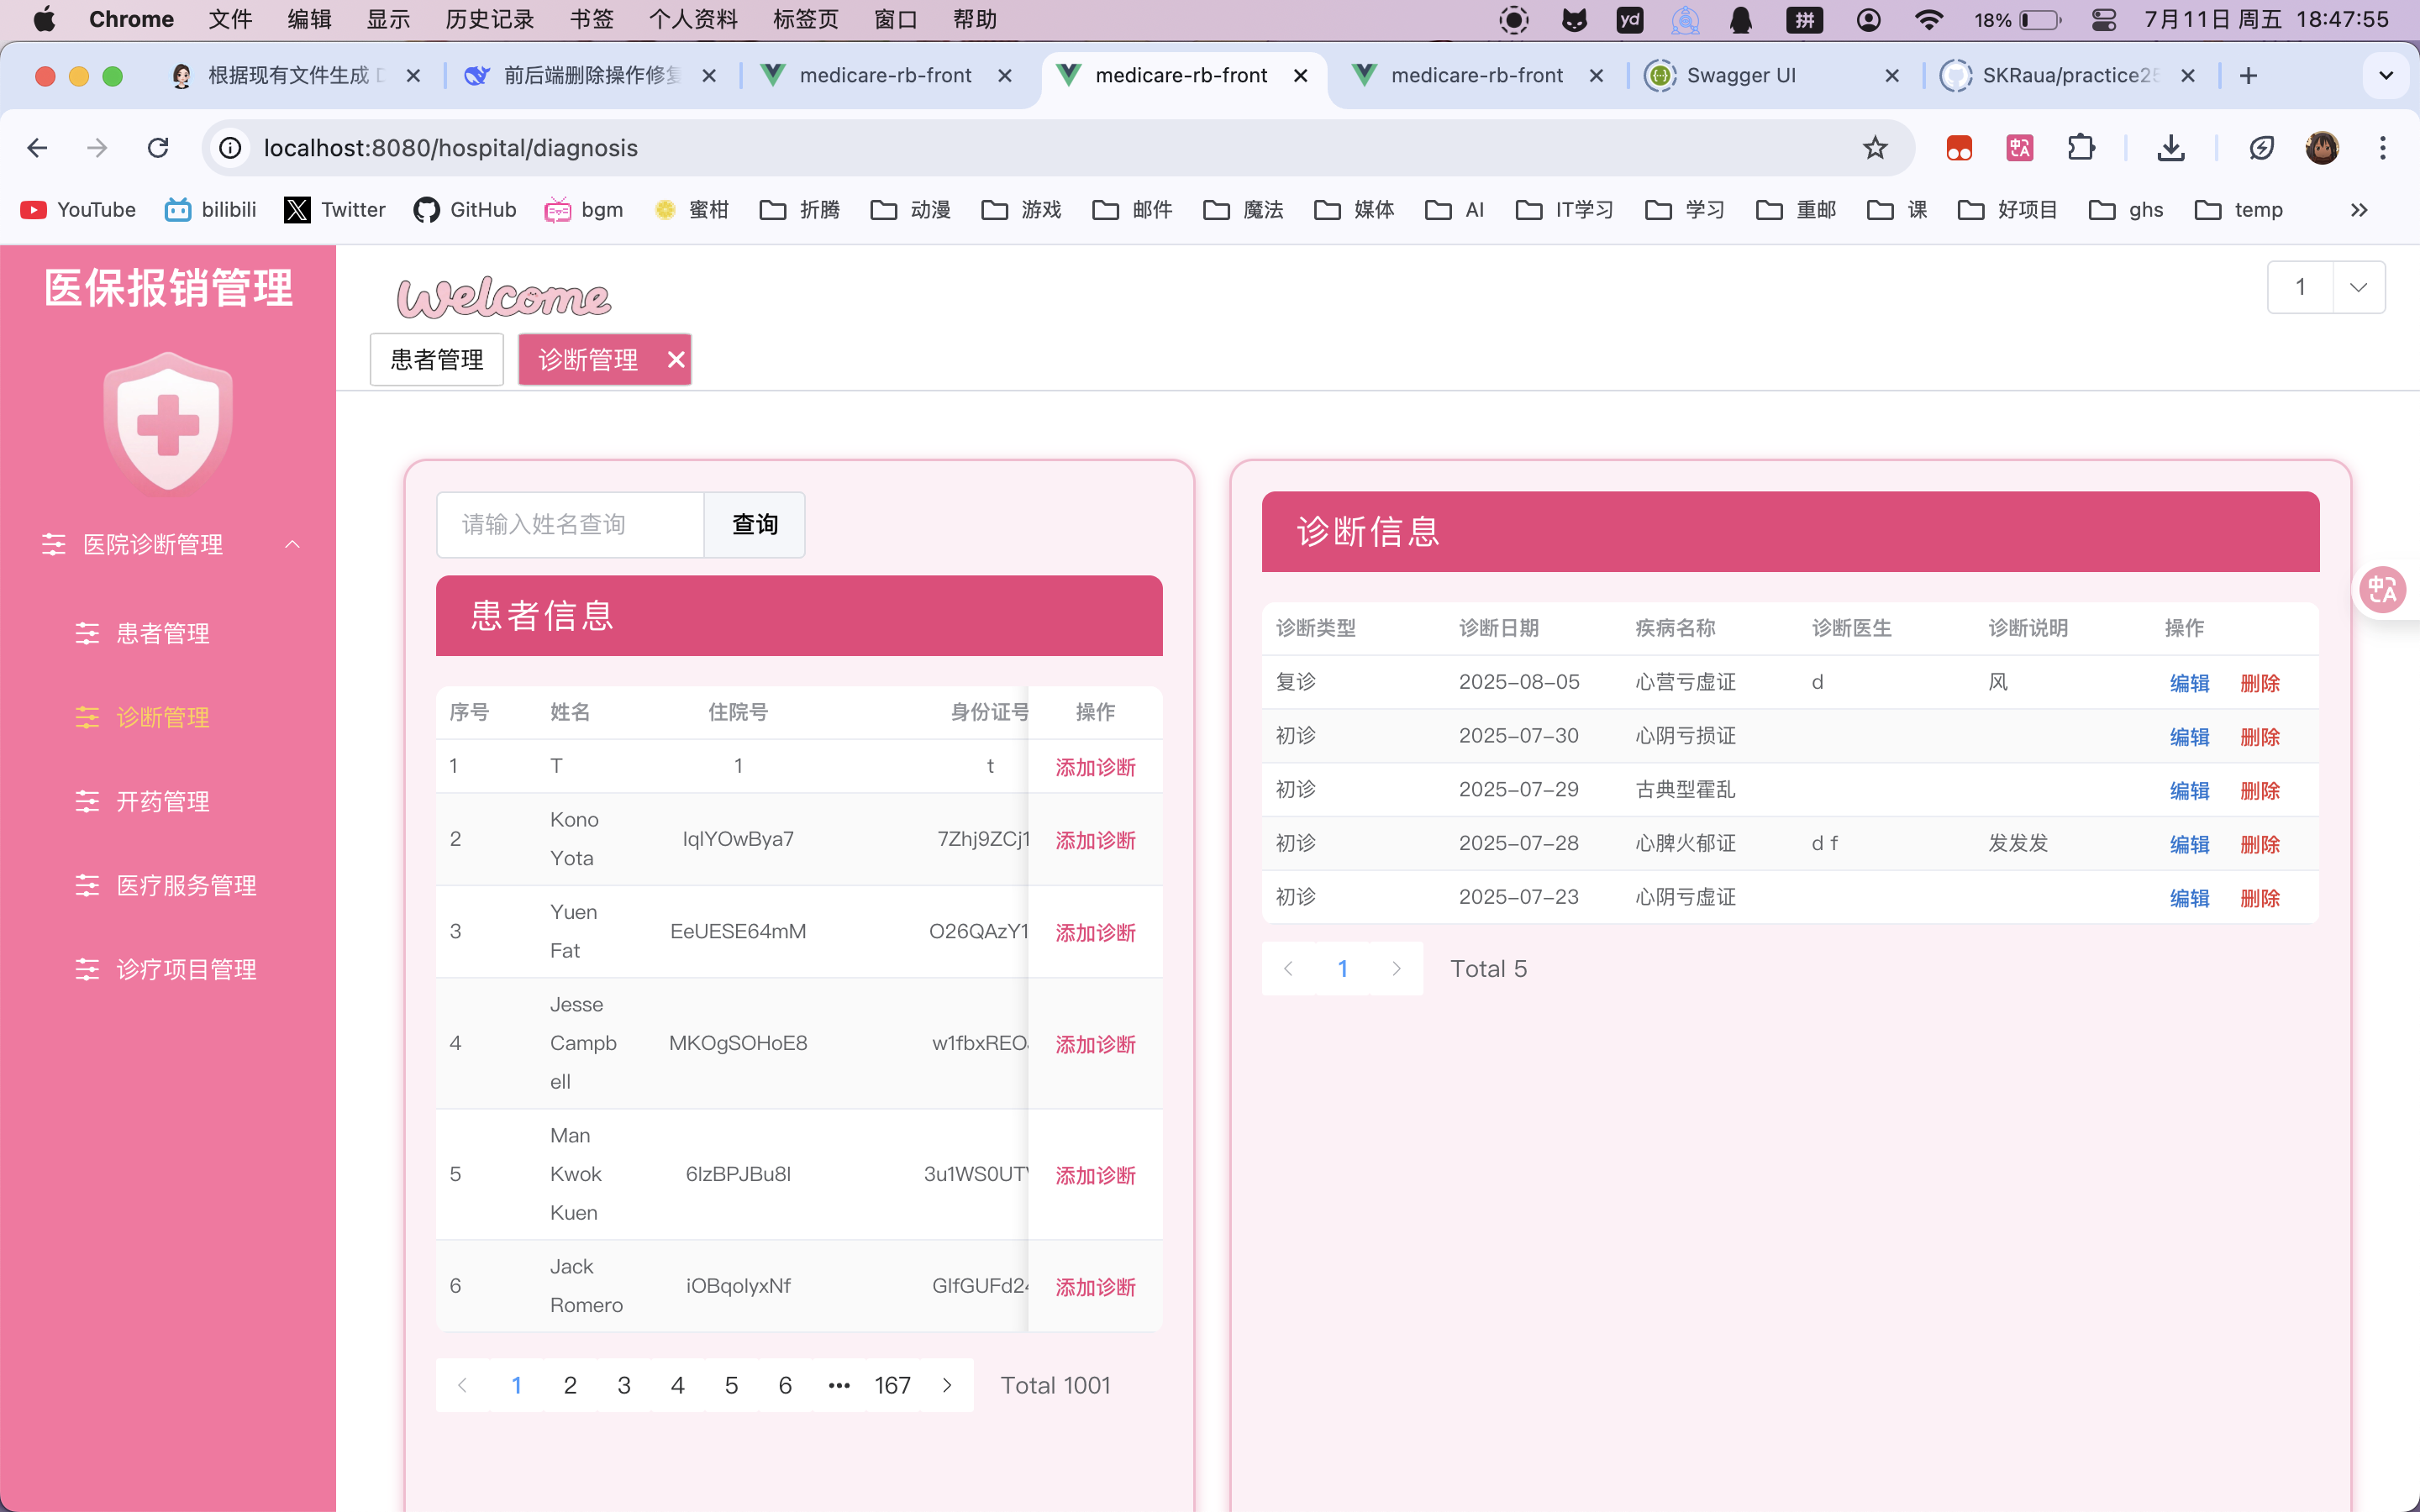 Chrome 文件 编辑 显示 历史记录 书签 个人资料 标签页 窗口 帮助 yd 拼 18% 7月11日 周五 18:47:55
根据现有文件生成 前后端删除操作修复 medicare-rb-front medicare-rb-front medicare-rb-front Swagger UI SKRaua/practice25
localhost:8080/hospital/diagnosis
YouTube bilibili Twitter GitHub bgm 蜜柑 折腾 动漫 游戏 邮件 魔法 媒体 AI IT学习 学习 重邮 课 好项目 ghs temp
医保报销管理
Welcome
1
患者管理 诊断管理
医院诊断管理
患者管理
诊断管理
开药管理
医疗服务管理
诊疗项目管理
请输入姓名查询 查询
患者信息
序号 姓名 住院号 身份证号 操作
1 T 1 t 添加诊断
2 Kono Yota IqlYOwBya7 7Zhj9ZCj1 添加诊断
3 Yuen Fat EeUESE64mM O26QAzY1 添加诊断
4 Jesse Campbell MKOgSOHoE8 w1fbxREO 添加诊断
5 Man Kwok Kuen 6lzBPJBu8l 3u1WS0UT 添加诊断
6 Jack Romero iOBqolyxNf GlfGUFd24 添加诊断
1 2 3 4 5 6 ••• 167 Total 1001
诊断信息
诊断类型 诊断日期 疾病名称 诊断医生 诊断说明 操作
复诊 2025-08-05 心营亏虚证 d 风 编辑 删除
初诊 2025-07-30 心阴亏损证 编辑 删除
初诊 2025-07-29 古典型霍乱 编辑 删除
初诊 2025-07-28 心脾火郁证 d f 发发发 编辑 删除
初诊 2025-07-23 心阴亏虚证 编辑 删除
1 Total 5